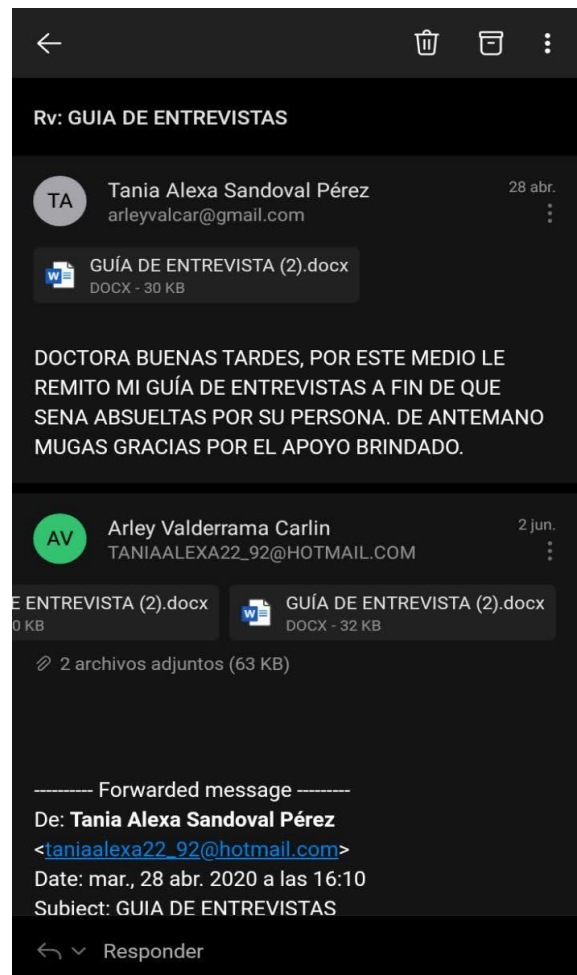 Rv: GUIA DE ENTREVISTAS
TA
Tania Alexa Sandoval Pérez
28 abr.
arleyvalcar@gmail.com
GUÍA DE ENTREVISTA (2).docx
DOCX - 30 KB
DOCTORA BUENAS TARDES, POR ESTE MEDIO LE
REMITO MI GUÍA DE ENTREVISTAS A FIN DE QUE
SENA ABSUELTAS POR SU PERSONA. DE ANTEMANO
MUGAS GRACIAS POR EL APOYO BRINDADO.
AV
Arley Valderrama Carlin
2 jun.
TANIAALEXA22_92@HOTMAIL.COM
E ENTREVISTA (2).docx
0 KB
GUÍA DE ENTREVISTA (2).docx
DOCX - 32 KB
2 archivos adjuntos (63 KB)
---------- Forwarded message ---------
De: Tania Alexa Sandoval Pérez
<taniaalexa22_92@hotmail.com>
Date: mar., 28 abr. 2020 a las 16:10
Subject: GUIA DE ENTREVISTAS
Responder